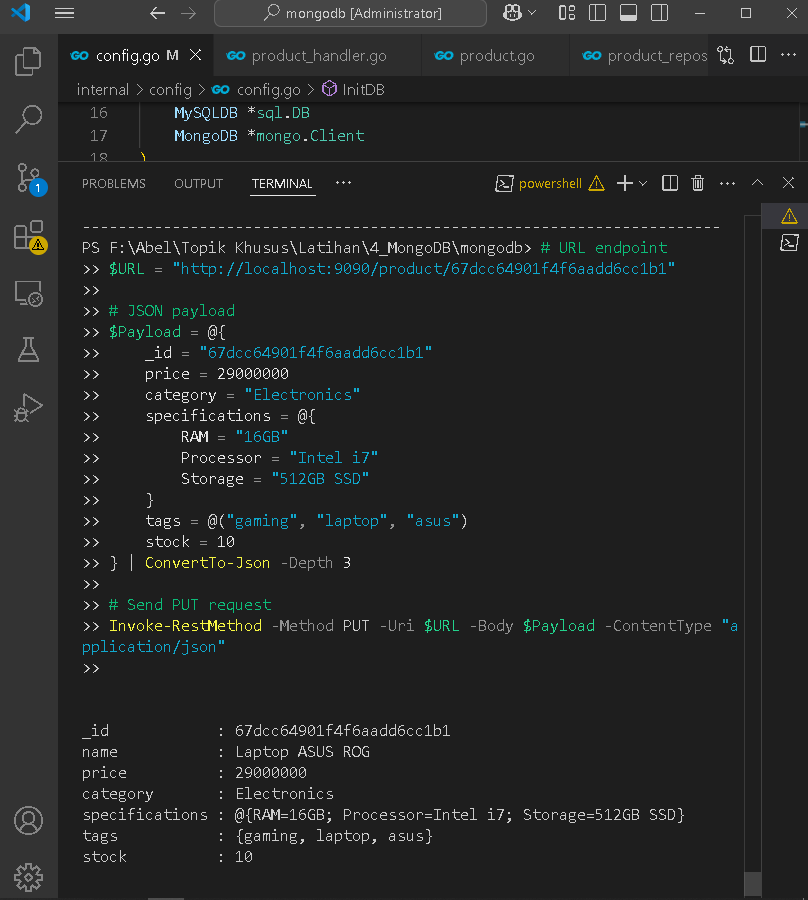 mongodb [Administrator]
config.go M
product_handler.go
product.go
product_repos
internal > config > config.go > InitDB
16 MySQLDB *sql.DB
17 MongoDB *mongo.Client
18 )
1
PROBLEMS OUTPUT TERMINAL ··· powershell
-----------------------------------------------------------------------
PS F:\Abel\Topik Khusus\Latihan\4_MongoDB\mongodb> # URL endpoint
>> $URL = "http://localhost:9090/product/67dcc64901f4f6aadd6cc1b1"
>>
>> # JSON payload
>> $Payload = @{
>>     _id = "67dcc64901f4f6aadd6cc1b1"
>>     price = 29000000
>>     category = "Electronics"
>>     specifications = @{
>>         RAM = "16GB"
>>         Processor = "Intel i7"
>>         Storage = "512GB SSD"
>>     }
>>     tags = @("gaming", "laptop", "asus")
>>     stock = 10
>> } | ConvertTo-Json -Depth 3
>>
>> # Send PUT request
>> Invoke-RestMethod -Method PUT -Uri $URL -Body $Payload -ContentType "a
pplication/json"
>>
_id            : 67dcc64901f4f6aadd6cc1b1
name           : Laptop ASUS ROG
price          : 29000000
category       : Electronics
specifications : @{RAM=16GB; Processor=Intel i7; Storage=512GB SSD}
tags           : {gaming, laptop, asus}
stock          : 10